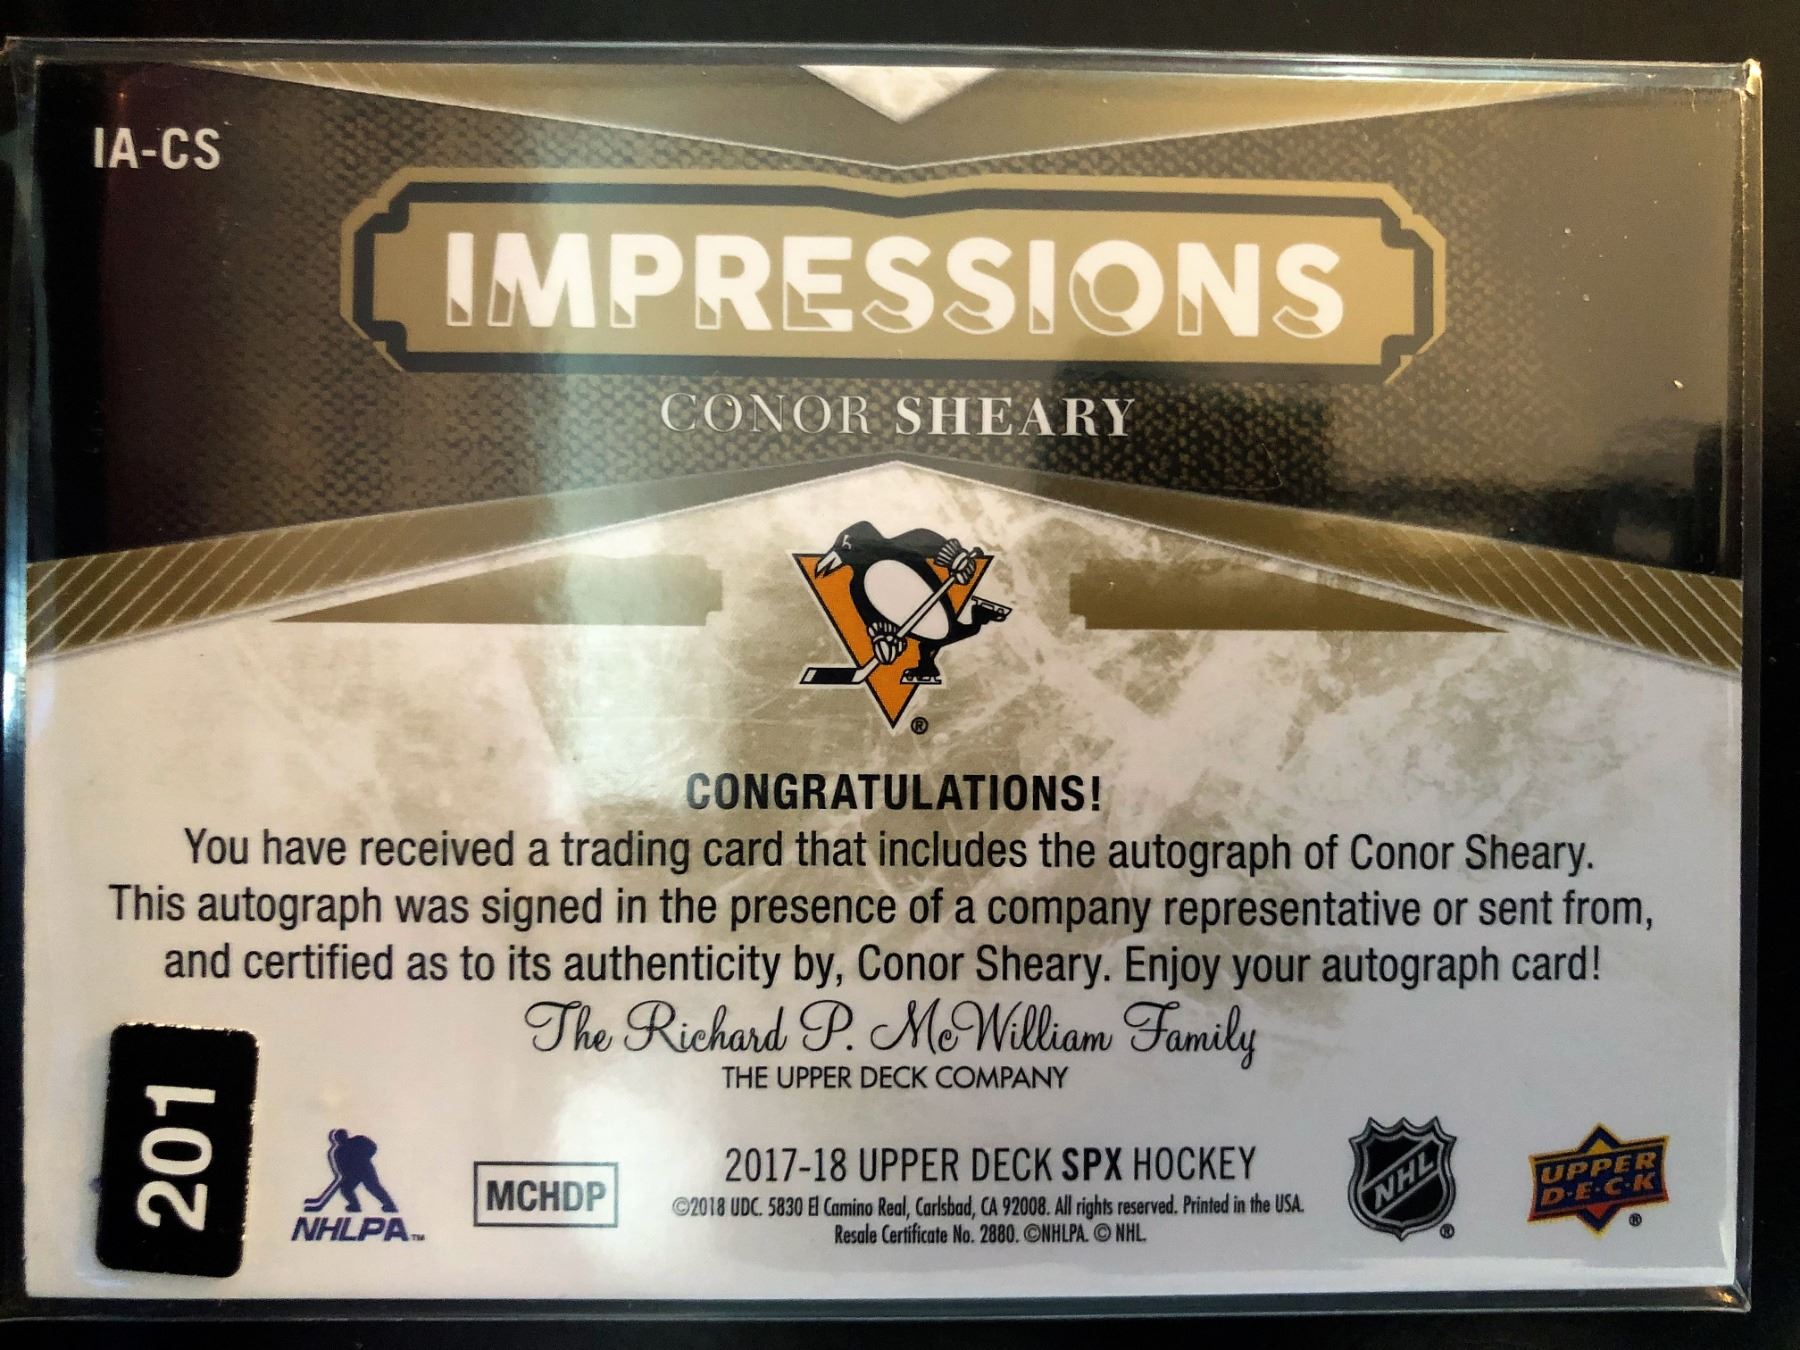 IA-CS
IMPRESSIONS
CONOR SHEARY
®
CONGRATULATIONS!
You have received a trading card that includes the autograph of Conor Sheary.
This autograph was signed in the presence of a company representative or sent from,
and certified as to its authenticity by, Conor Sheary. Enjoy your autograph card!
The Richard P. McWilliam Family
THE UPPER DECK COMPANY
201
NHLPA™
MCHDP
2017-18 UPPER DECK SPX HOCKEY
©2018 UDC. 5830 El Camino Real, Carlsbad, CA 92008. All rights reserved. Printed in the USA.
Resale Certificate No. 2880. ©NHLPA. © NHL.
NHL ®
UPPER
D·E·C·K ®